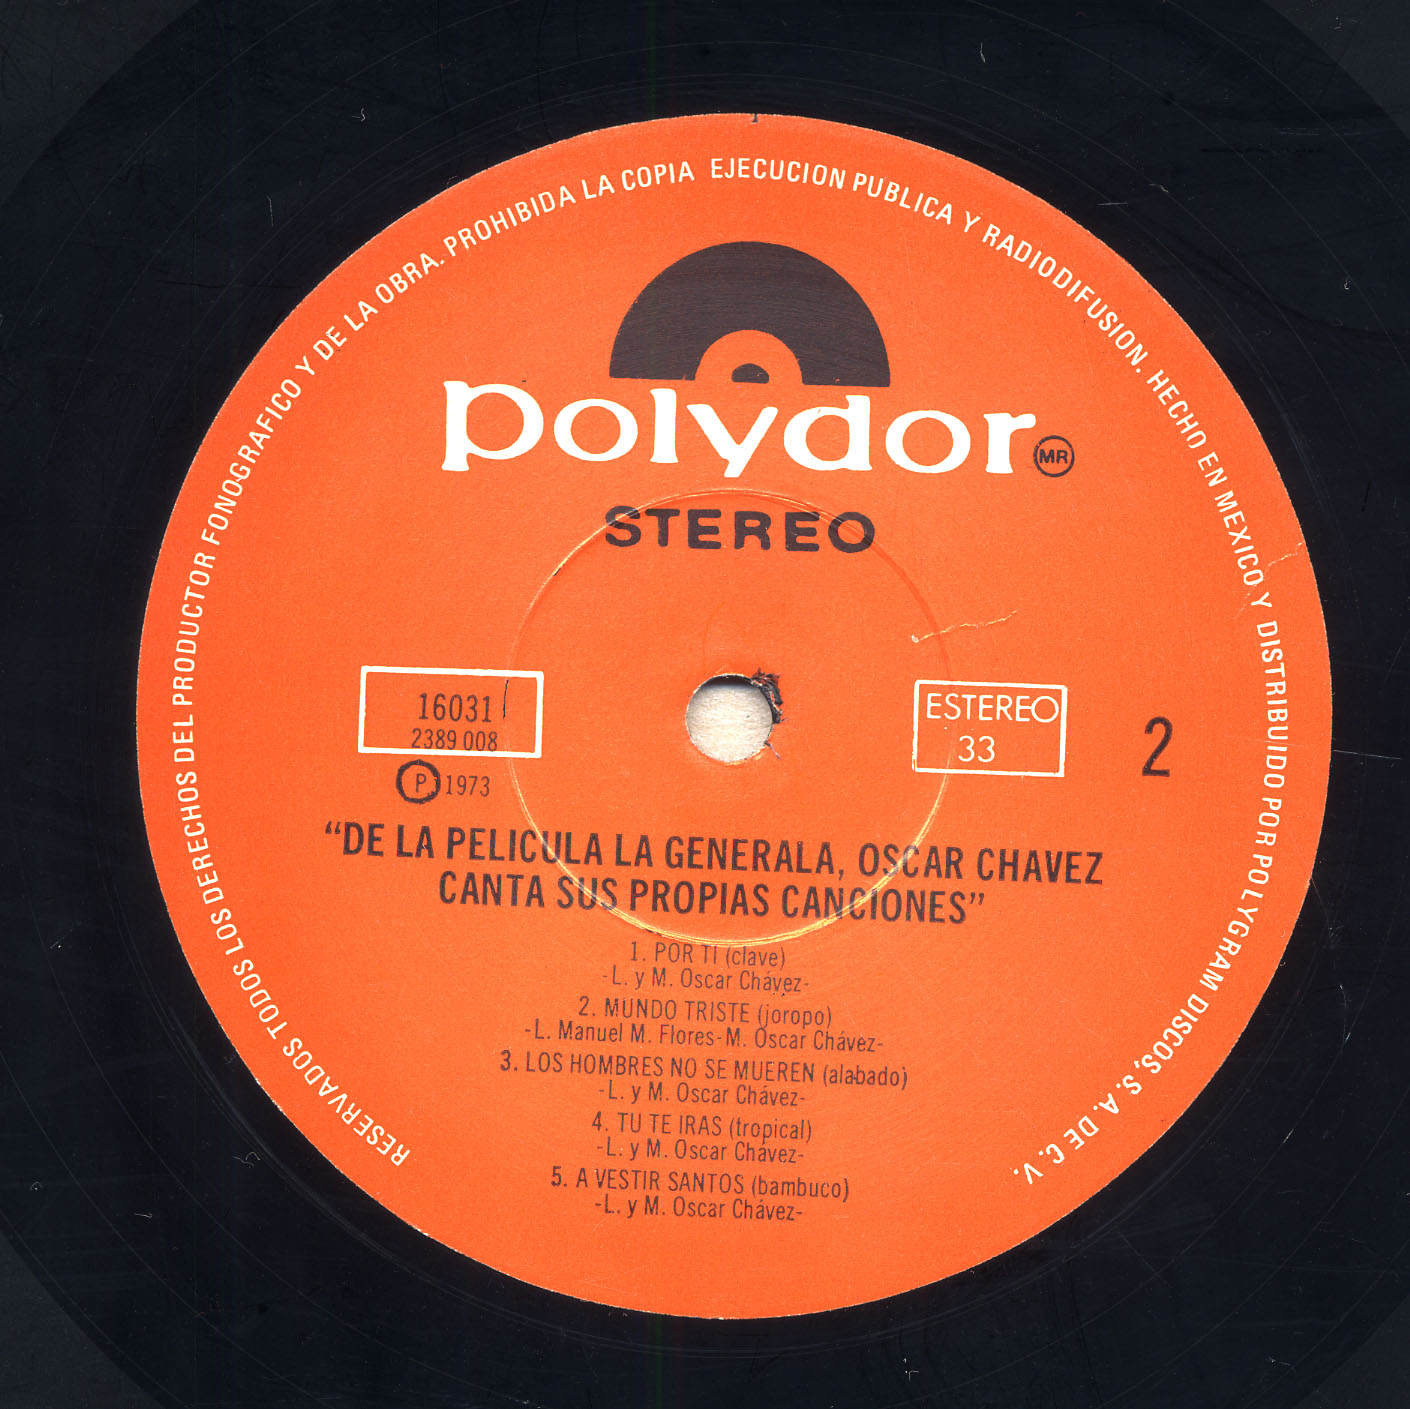 RESERVADOS TODOS LOS DERECHOS DEL PRODUCTOR FONOGRAFICO Y DE LA OBRA. PROHIBIDA LA COPIA EJECUCION PUBLICA Y RADIODIFUSION. HECHO EN MEXICO Y DISTRIBUIDO POR POLYGRAM DISCOS, S. A. DE C. V.
polydor MR
STEREO
16031
2389 008
P 1973
ESTEREO
33
2
“DE LA PELICULA LA GENERALA, OSCAR CHAVEZ
CANTA SUS PROPIAS CANCIONES”
1. POR TI (clave)
-L. y M. Oscar Chávez-
2. MUNDO TRISTE (joropo)
-L. Manuel M. Flores-M. Oscar Chávez-
3. LOS HOMBRES NO SE MUEREN (alabado)
-L. y M. Oscar Chávez-
4. TU TE IRAS (tropical)
-L. y M. Oscar Chávez-
5. A VESTIR SANTOS (bambuco)
-L. y M. Oscar Chávez-